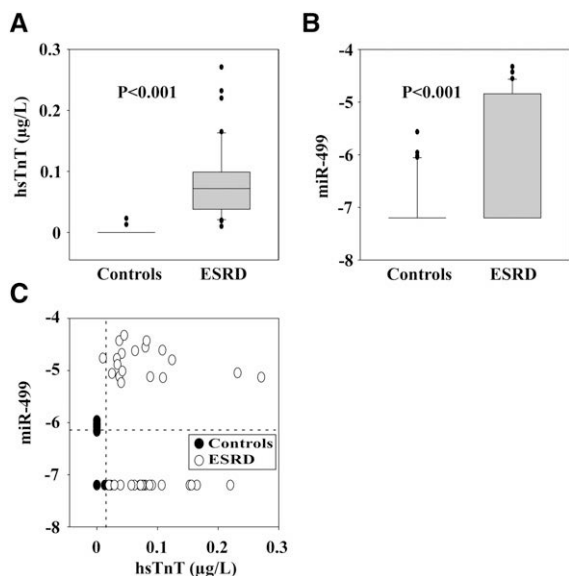 A
hsTnT (µg/L)
0.3
0.2
0.1
0
P<0.001
Controls
ESRD
B
miR-499
-4
-5
-6
-7
-8
P<0.001
Controls
ESRD
C
miR-499
-4
-5
-6
-7
-8
Controls
ESRD
0
0.1
0.2
0.3
hsTnT (µg/L)